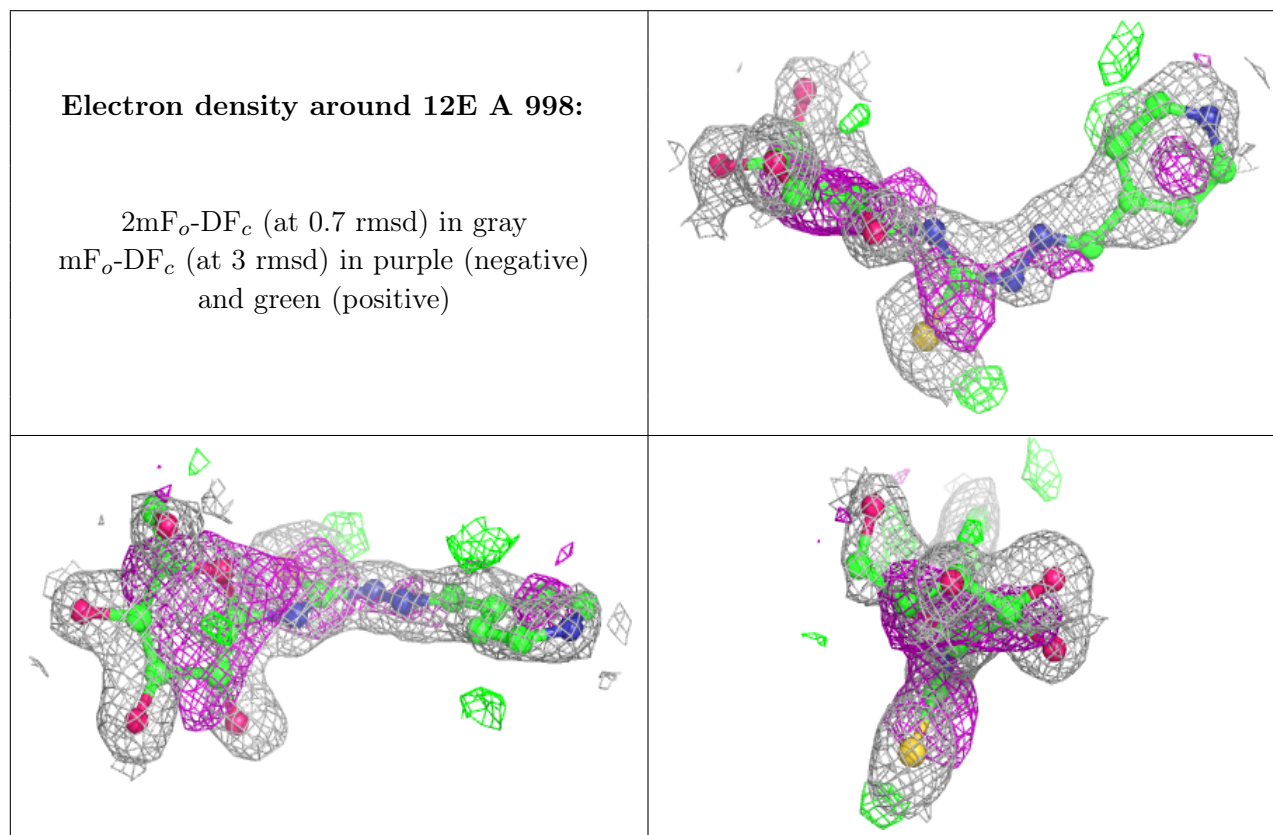 Electron density around 12E A 998:
2mFo-DFc (at 0.7 rmsd) in gray
mFo-DFc (at 3 rmsd) in purple (negative)
and green (positive)